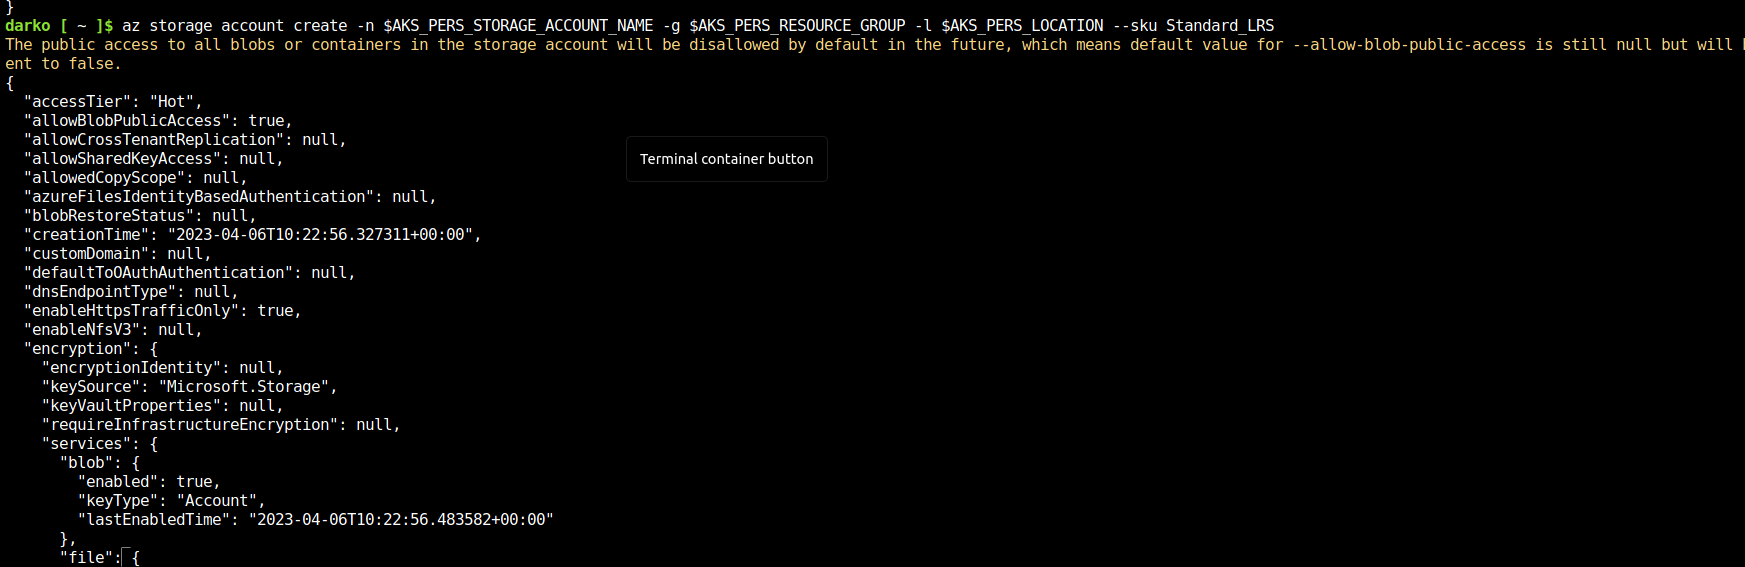 }
darko [ ~ ]$ az storage account create -n $AKS_PERS_STORAGE_ACCOUNT_NAME -g $AKS_PERS_RESOURCE_GROUP -l $AKS_PERS_LOCATION --sku Standard_LRS
The public access to all blobs or containers in the storage account will be disallowed by default in the future, which means default value for --allow-blob-public-access is still null but will
ent to false.
{
  "accessTier": "Hot",
  "allowBlobPublicAccess": true,
  "allowCrossTenantReplication": null,
  "allowSharedKeyAccess": null,
Terminal container button
  "allowedCopyScope": null,
  "azureFilesIdentityBasedAuthentication": null,
  "blobRestoreStatus": null,
  "creationTime": "2023-04-06T10:22:56.327311+00:00",
  "customDomain": null,
  "defaultToOAuthAuthentication": null,
  "dnsEndpointType": null,
  "enableHttpsTrafficOnly": true,
  "enableNfsV3": null,
  "encryption": {
    "encryptionIdentity": null,
    "keySource": "Microsoft.Storage",
    "keyVaultProperties": null,
    "requireInfrastructureEncryption": null,
    "services": {
      "blob": {
        "enabled": true,
        "keyType": "Account",
        "lastEnabledTime": "2023-04-06T10:22:56.483582+00:00"
      },
      "file": {